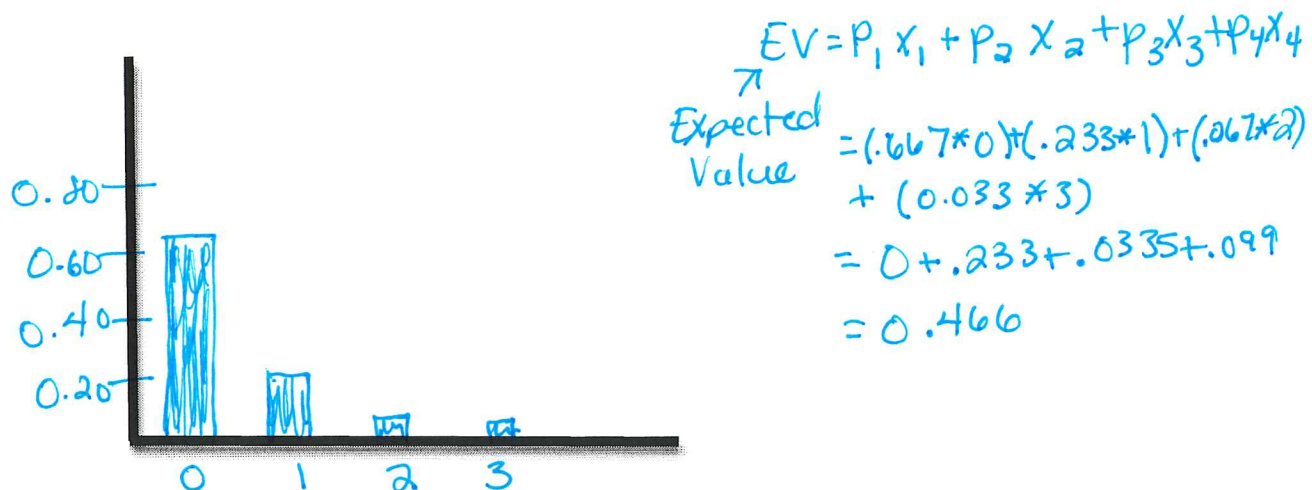 EV = P₁ X₁ + P₂ X₂ + P₃X₃ + P₄X₄
Expected
Value
= (.667*0)+(.233*1)+(.067*2)
+ (0.033*3)
= 0+.233+.0335+.099
= 0.466
0.80
0.60
0.40
0.20
0 1 2 3